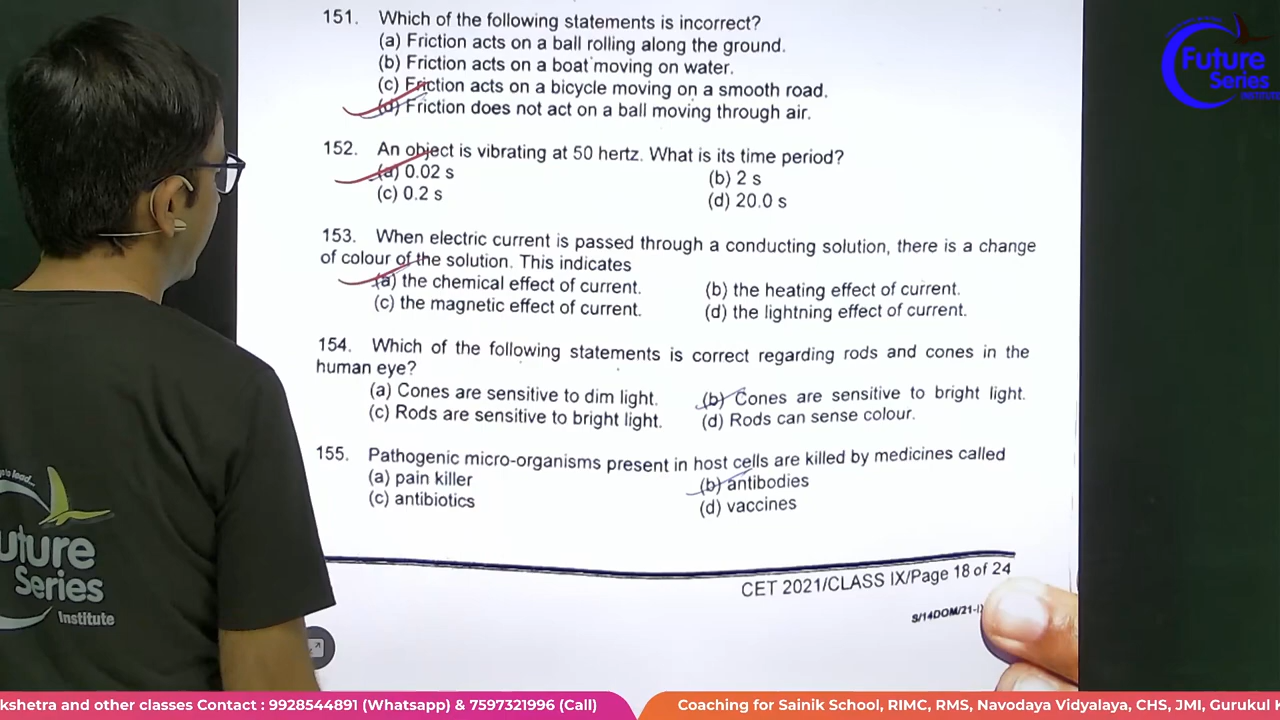 151. Which of the following statements is incorrect?
(a) Friction acts on a ball rolling along the ground.
(b) Friction acts on a boat moving on water.
(c) Friction acts on a bicycle moving on a smooth road.
(d) Friction does not act on a ball moving through air.
152. An object is vibrating at 50 hertz. What is its time period?
(a) 0.02 s (b) 2 s
(c) 0.2 s (d) 20.0 s
153. When electric current is passed through a conducting solution, there is a change
of colour of the solution. This indicates
(a) the chemical effect of current. (b) the heating effect of current.
(c) the magnetic effect of current. (d) the lightning effect of current.
154. Which of the following statements is correct regarding rods and cones in the
human eye?
(a) Cones are sensitive to dim light. (b) Cones are sensitive to bright light.
(c) Rods are sensitive to bright light. (d) Rods can sense colour.
155. Pathogenic micro-organisms present in host cells are killed by medicines called
(a) pain killer (b) antibodies
(c) antibiotics (d) vaccines
CET 2021/CLASS IX/Page 18 of 24
S/14DOM/21-I
Future
Series
INSTITUTE
uture
Series
Institute
kshetra and other classes Contact : 9928544891 (Whatsapp) & 7597321996 (Call)
Coaching for Sainik School, RIMC, RMS, Navodaya Vidyalaya, CHS, JMI, Gurukul K